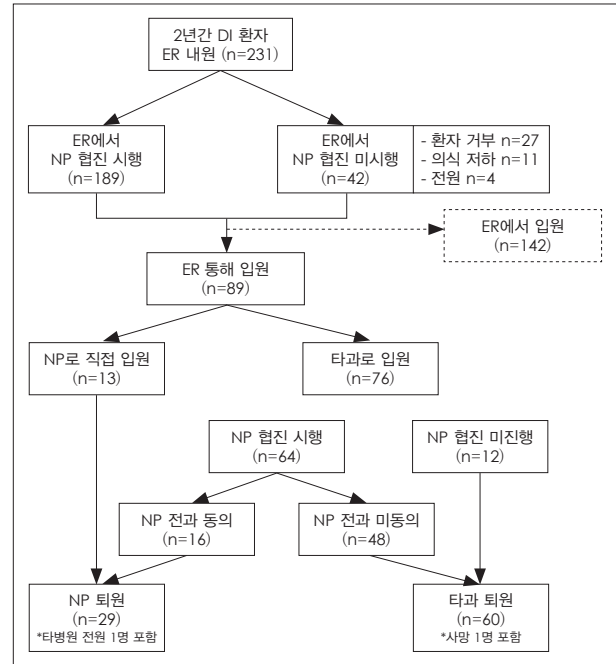 2년간 DI 환자
ER 내원 (n=231)
ER에서
NP 협진 시행
(n=189)
ER에서
NP 협진 미시행
(n=42)
- 환자 거부 n=27
- 의식 저하 n=11
- 전원 n=4
ER에서 입원
(n=142)
ER 통해 입원
(n=89)
NP로 직접 입원
(n=13)
타과로 입원
(n=76)
NP 협진 시행
(n=64)
NP 협진 미진행
(n=12)
NP 전과 동의
(n=16)
NP 전과 미동의
(n=48)
NP 퇴원
(n=29)
*타병원 전원 1명 포함
타과 퇴원
(n=60)
*사망 1명 포함